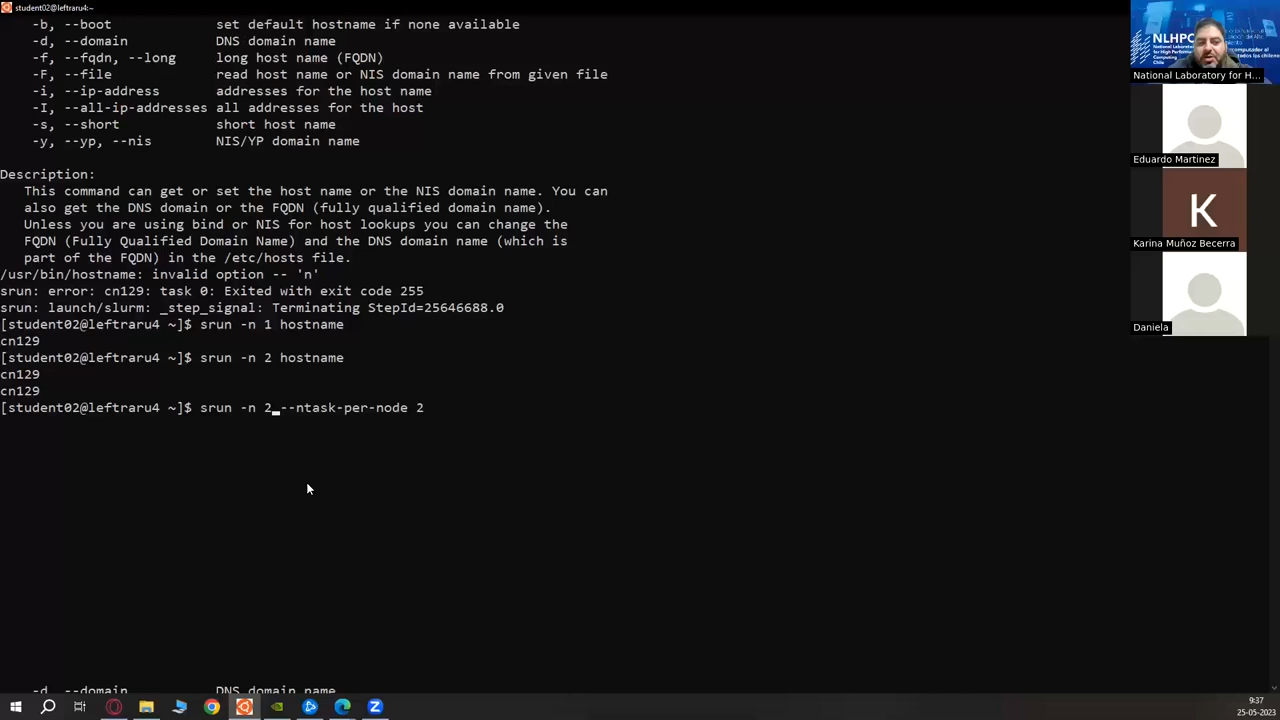 student02@leftraru4:~
-b, --boot set default hostname if none available
-d, --domain DNS domain name
-f, --fqdn, --long long host name (FQDN)
-F, --file read host name or NIS domain name from given file
-i, --ip-address addresses for the host name
-I, --all-ip-addresses all addresses for the host
-s, --short short host name
-y, --yp, --nis NIS/YP domain name
Description:
This command can get or set the host name or the NIS domain name. You can
also get the DNS domain or the FQDN (fully qualified domain name).
Unless you are using bind or NIS for host lookups you can change the
FQDN (Fully Qualified Domain Name) and the DNS domain name (which is
part of the FQDN) in the /etc/hosts file.
/usr/bin/hostname: invalid option -- 'n'
srun: error: cn129: task 0: Exited with exit code 255
srun: launch/slurm: _step_signal: Terminating StepId=25646688.0
[student02@leftraru4 ~]$ srun -n 1 hostname
cn129
[student02@leftraru4 ~]$ srun -n 2 hostname
cn129
cn129
[student02@leftraru4 ~]$ srun -n 2 --ntask-per-node 2
-d, --domain DNS domain name
NLHPC
National Laboratory
for High Performance
Computing
Chile
National Laboratory for H...
Eduardo Martinez
K
Karina Muñoz Becerra
Daniela
9:37
25-05-2023